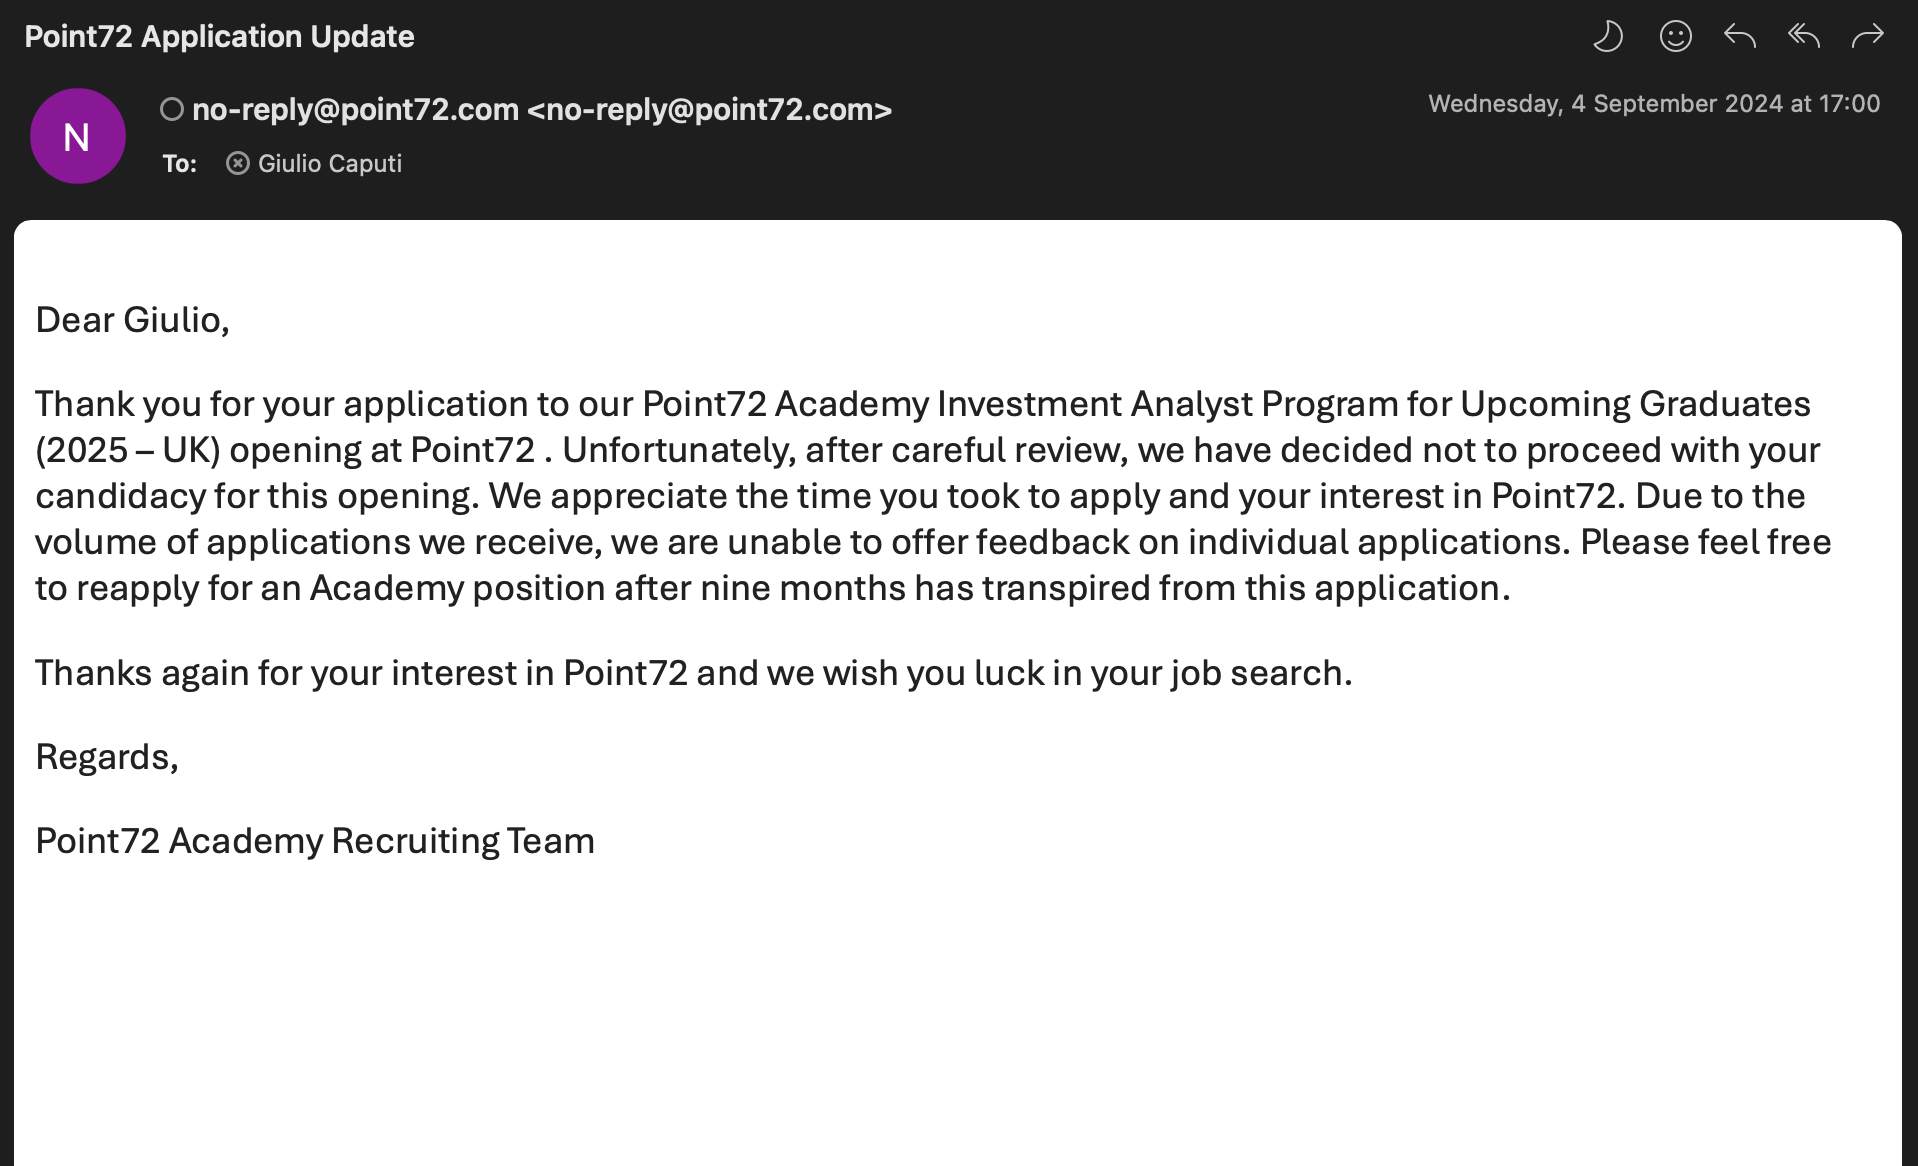 Point72 Application Update
N
no-reply@point72.com <no-reply@point72.com>
Wednesday, 4 September 2024 at 17:00
To: Giulio Caputi
Dear Giulio,
Thank you for your application to our Point72 Academy Investment Analyst Program for Upcoming Graduates
(2025 – UK) opening at Point72 . Unfortunately, after careful review, we have decided not to proceed with your
candidacy for this opening. We appreciate the time you took to apply and your interest in Point72. Due to the
volume of applications we receive, we are unable to offer feedback on individual applications. Please feel free
to reapply for an Academy position after nine months has transpired from this application.
Thanks again for your interest in Point72 and we wish you luck in your job search.
Regards,
Point72 Academy Recruiting Team